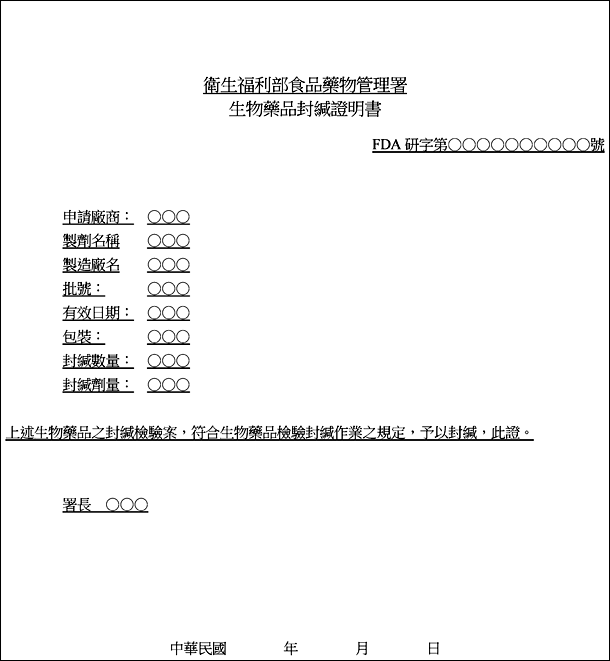 衛生福利部食品藥物管理署
生物藥品封緘證明書
FDA 研字第○○○○○○○○○○號
申請廠商： ○○○
製劑名稱 ○○○
製造廠名 ○○○
批號： ○○○
有效日期： ○○○
包裝： ○○○
封緘數量： ○○○
封緘劑量： ○○○
上述生物藥品之封緘檢驗案，符合生物藥品檢驗封緘作業之規定，予以封緘，此證。
署長 ○○○
中華民國 年 月 日